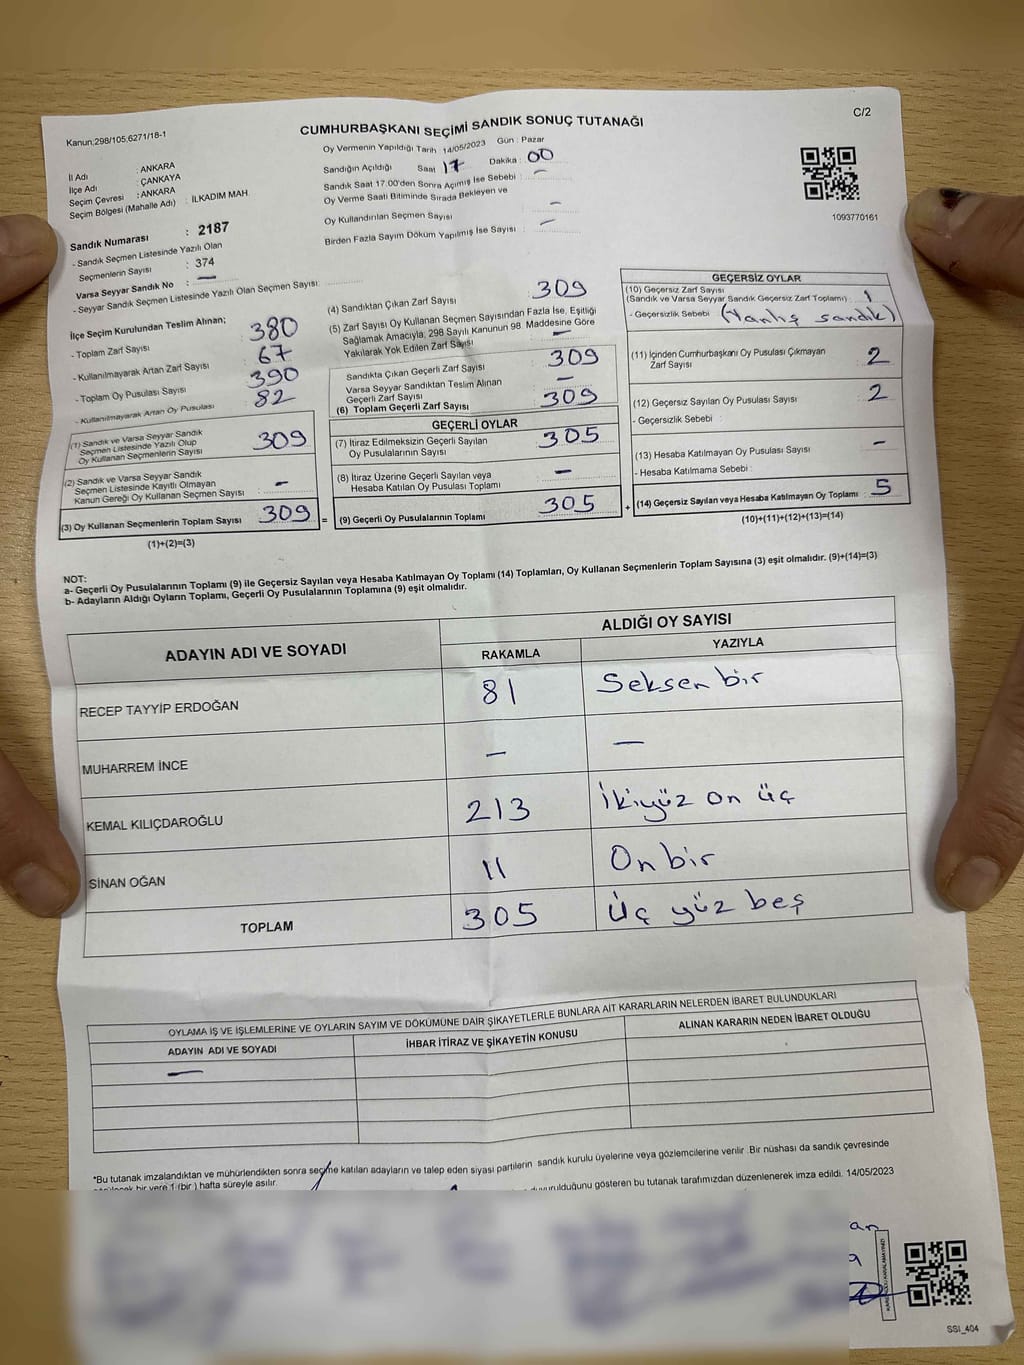 Kanun:298/105,6271/18-1
C/2
CUMHURBAŞKANI SEÇİMİ SANDIK SONUÇ TUTANAĞI
İl Adı : ANKARA
İlçe Adı : ÇANKAYA
Seçim Çevresi : ANKARA
Seçim Bölgesi (Mahalle Adı) : İLKADIM MAH.
Oy Vermenin Yapıldığı Tarih 14/05/2023 Gün : Pazar
Sandığın Açıldığı Saat 17 Dakika : 00
Sandık Saat 17:00'den Sonra Açılmış İse Sebebi : —
Oy Verme Saati Bitiminde Sırada Bekleyen ve
Oy Kullandırılan Seçmen Sayısı —
Birden Fazla Sayım Döküm Yapılmış İse Sayısı : —
1093770161
Sandık Numarası : 2187
- Sandık Seçmen Listesinde Yazılı Olan
Seçmenlerin Sayısı : 374
Varsa Seyyar Sandık No : —
- Seyyar Sandık Seçmen Listesinde Yazılı Olan Seçmen Sayısı:
İlçe Seçim Kurulundan Teslim Alınan;
- Toplam Zarf Sayısı 380
- Kullanılmayarak Artan Zarf Sayısı 67
- Toplam Oy Pusulası Sayısı 390
- Kullanılmayarak Artan Oy Pusulası 82
(1) Sandık ve Varsa Seyyar Sandık
Seçmen Listesinde Yazılı Olup
Oy Kullanan Seçmenlerin Sayısı 309
(2) Sandık ve Varsa Seyyar Sandık
Seçmen Listesinde Kayıtlı Olmayan
Kanun Gereği Oy Kullanan Seçmen Sayısı : —
(3) Oy Kullanan Seçmenlerin Toplam Sayısı 309 =
(1)+(2)=(3)
(4) Sandıktan Çıkan Zarf Sayısı : 309
(5) Zarf Sayısı Oy Kullanan Seçmen Sayısından Fazla İse, Eşitliği
Sağlamak Amacıyla; 298 Sayılı Kanunun 98. Maddesine Göre
Yakılarak Yok Edilen Zarf Sayısı —
Sandıkta Çıkan Geçerli Zarf Sayısı 309
Varsa Seyyar Sandıktan Teslim Alınan
Geçerli Zarf Sayısı —
(6) Toplam Geçerli Zarf Sayısı 309
GEÇERLİ OYLAR
(7) İtiraz Edilmeksizin Geçerli Sayılan
Oy Pusulalarının Sayısı : 305
(8) İtiraz Üzerine Geçerli Sayılan veya
Hesaba Katılan Oy Pusulası Toplamı : —
(9) Geçerli Oy Pusulalarının Toplamı 305 +
GEÇERSİZ OYLAR
(10) Geçersiz Zarf Sayısı
(Sandık ve Varsa Seyyar Sandık Geçersiz Zarf Toplamı) : 1
- Geçersizlik Sebebi (Yanlış sandık)
(11) İçinden Cumhurbaşkanı Oy Pusulası Çıkmayan
Zarf Sayısı : 2
(12) Geçersiz Sayılan Oy Pusulası Sayısı : 2
- Geçersizlik Sebebi :
(13) Hesaba Katılmayan Oy Pusulası Sayısı : —
- Hesaba Katılmama Sebebi :
(14) Geçersiz Sayılan veya Hesaba Katılmayan Oy Toplamı : 5
(10)+(11)+(12)+(13)=(14)
NOT:
a- Geçerli Oy Pusulalarının Toplamı (9) ile Geçersiz Sayılan veya Hesaba Katılmayan Oy Toplamı (14) Toplamları, Oy Kullanan Seçmenlerin Toplam Sayısına (3) eşit olmalıdır. (9)+(14)=(3)
b- Adayların Aldığı Oyların Toplamı, Geçerli Oy Pusulalarının Toplamına (9) eşit olmalıdır.
ADAYIN ADI VE SOYADI
ALDIĞI OY SAYISI
RAKAMLA YAZIYLA
RECEP TAYYİP ERDOĞAN 81 Seksen bir
MUHARREM İNCE — —
KEMAL KILIÇDAROĞLU 213 İkiyüz on üç
SİNAN OĞAN 11 On bir
TOPLAM 305 Üç yüz beş
OYLAMA İŞ VE İŞLEMLERİNE VE OYLARIN SAYIM VE DÖKÜMÜNE DAİR ŞİKAYETLERLE BUNLARA AİT KARARLARIN NELERDEN İBARET BULUNDUKLARI
ADAYIN ADI VE SOYADI İHBAR İTİRAZ VE ŞİKAYETİN KONUSU ALINAN KARARIN NEDEN İBARET OLDUĞU
—
*Bu tutanak imzalandıktan ve mühürlendikten sonra seçime katılan adayların ve talep eden siyasi partilerin sandık kurulu üyelerine veya gözlemcilerine verilir. Bir nüshası da sandık çevresinde
bir yere 1 (bir) hafta süreyle asılır.
gösteren bu tutanak tarafımızdan düzenlenerek imza edildi. 14/05/2023
SSİ_404